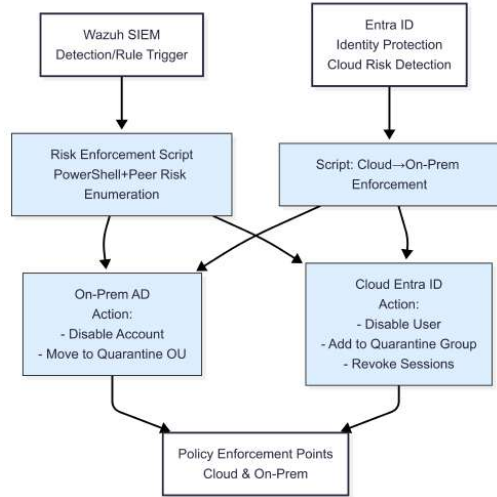 Wazuh SIEM
Detection/Rule Trigger
Entra ID
Identity Protection
Cloud Risk Detection
Risk Enforcement Script
PowerShell+Peer Risk
Enumeration
Script: Cloud→On-Prem
Enforcement
On-Prem AD
Action:
- Disable Account
- Move to Quarantine OU
Cloud Entra ID
Action:
- Disable User
- Add to Quarantine Group
- Revoke Sessions
Policy Enforcement Points
Cloud & On-Prem